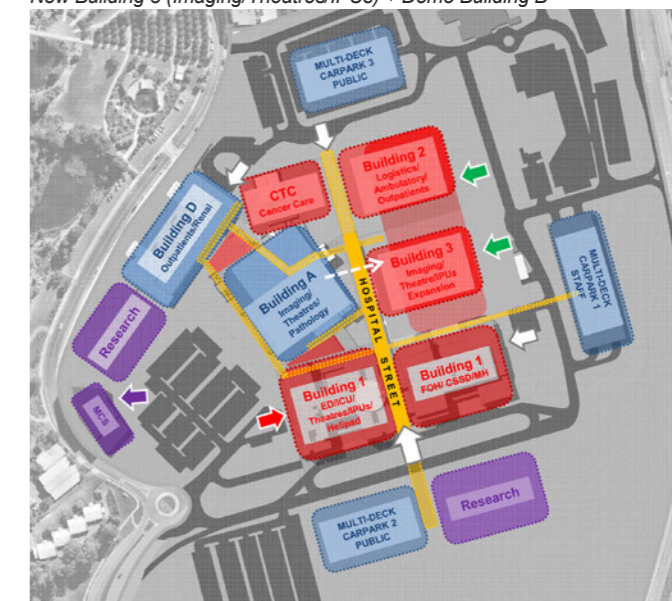 New Building 3 (Imaging/Theatres/IPUs) + Demo Building B
MULTI-DECK
CARPARK 3
PUBLIC
Building 2
Logistics/
Ambulatory/
Outpatients
CTC
Cancer Care
Building D
Outpatients/Renal
Building A
Imaging/
Theatres/
Pathology
Building 3
Imaging/
Theatre/IPUs
Expansion
MULTI-DECK
CARPARK 1
STAFF
HOSPITAL STREET
Research
MCS
Building 1
ED/ICU/
Theatres/IPUs/
Helipad
Building 1
FOH/ CSSD/MH
MULTI-DECK
CARPARK 2
PUBLIC
Research